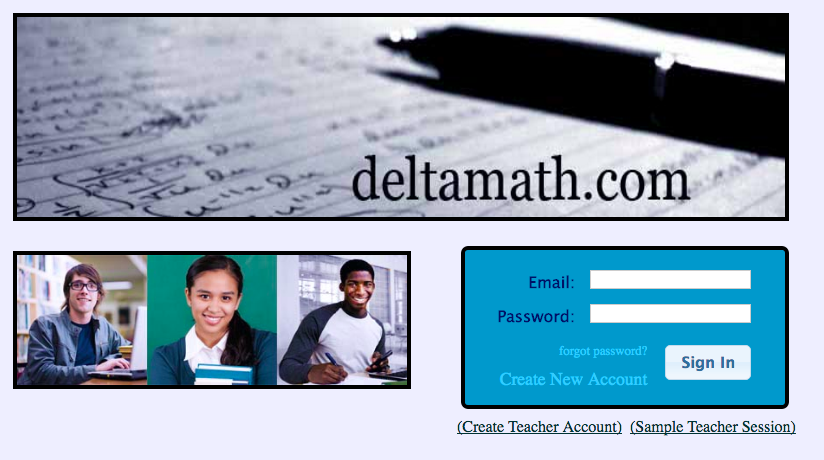 deltamath.com
Email:
Password:
forgot password?
Create New Account
Sign In
(Create Teacher Account) (Sample Teacher Session)